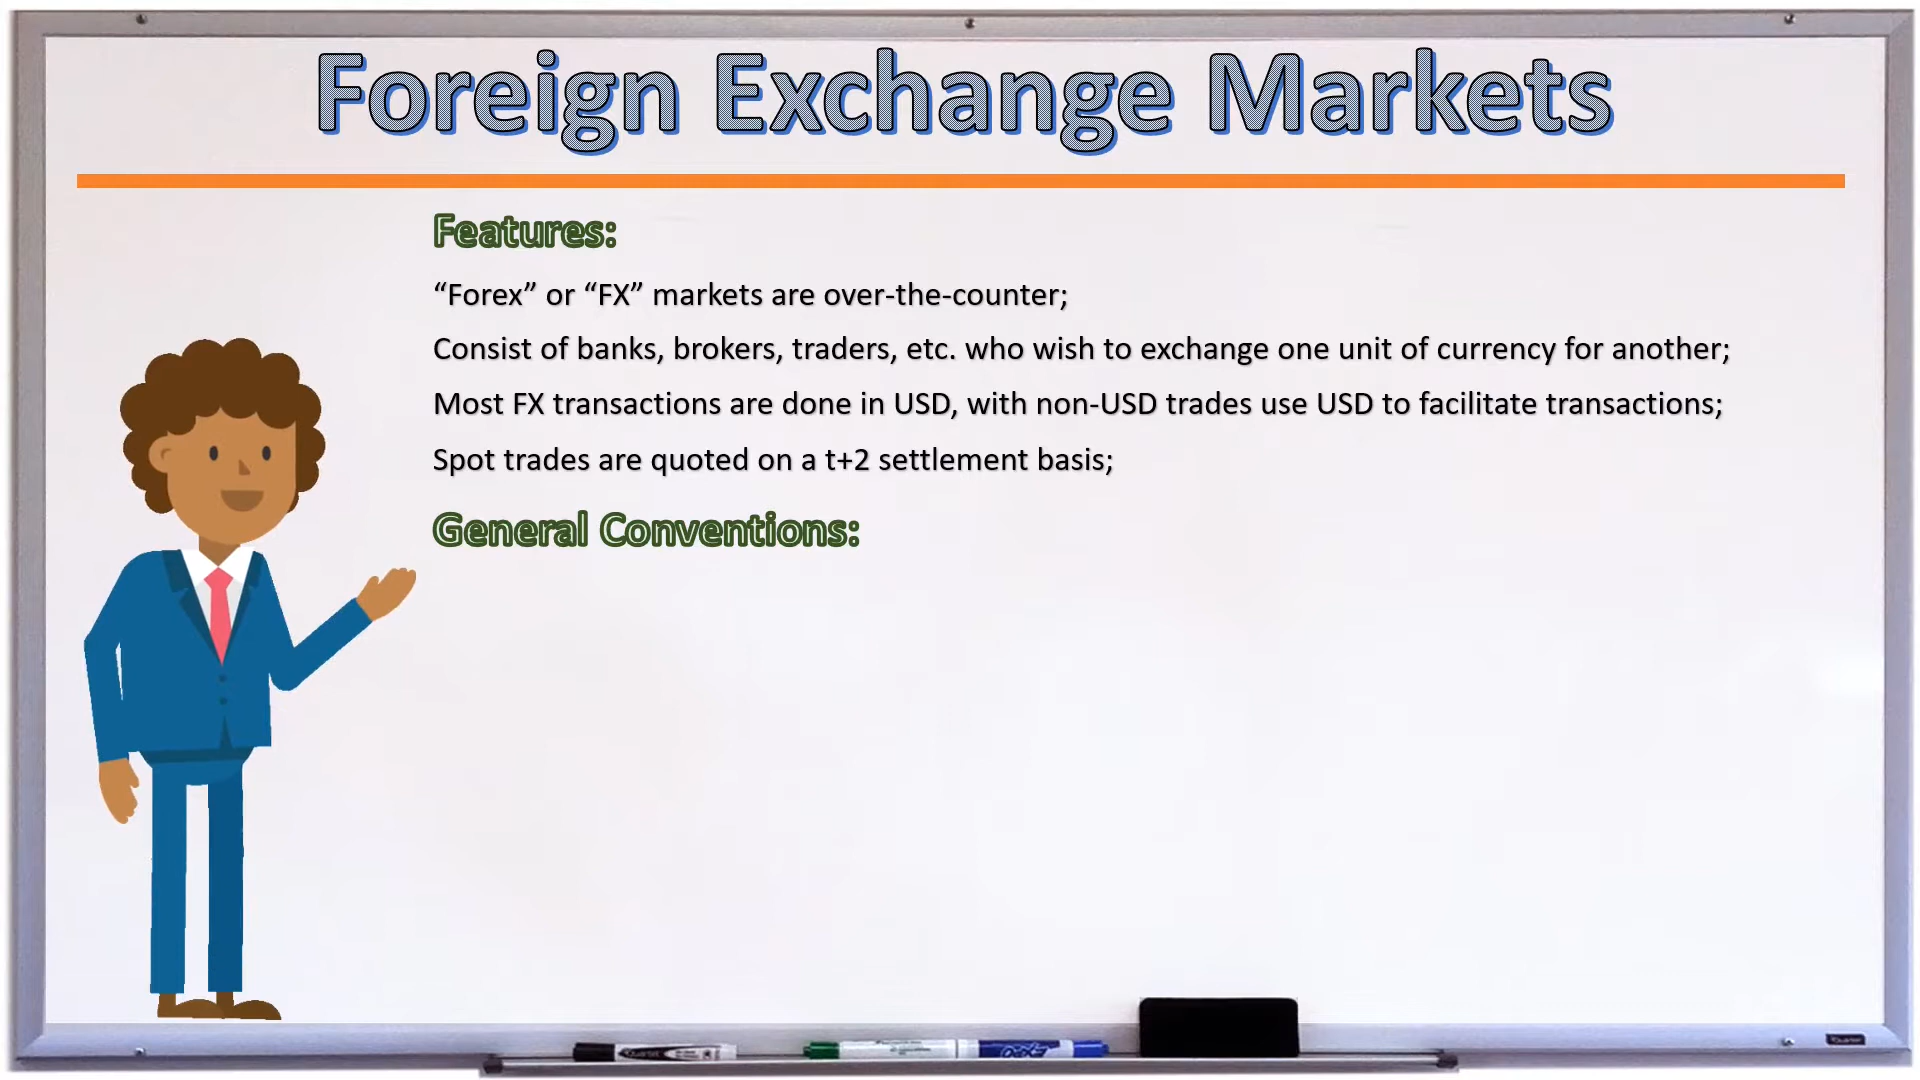 Foreign Exchange Markets
Features:
“Forex” or “FX” markets are over-the-counter;
Consist of banks, brokers, traders, etc. who wish to exchange one unit of currency for another;
Most FX transactions are done in USD, with non-USD trades use USD to facilitate transactions;
Spot trades are quoted on a t+2 settlement basis;
General Conventions:
Quartet